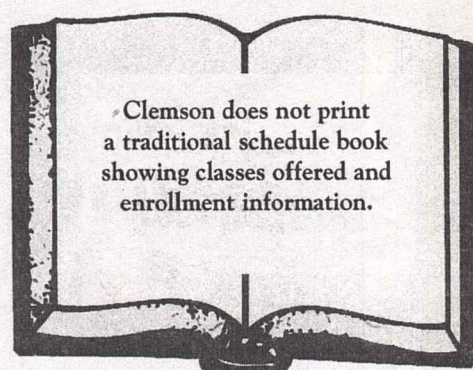 Clemson does not print
a traditional schedule book
showing classes offered and
enrollment information.